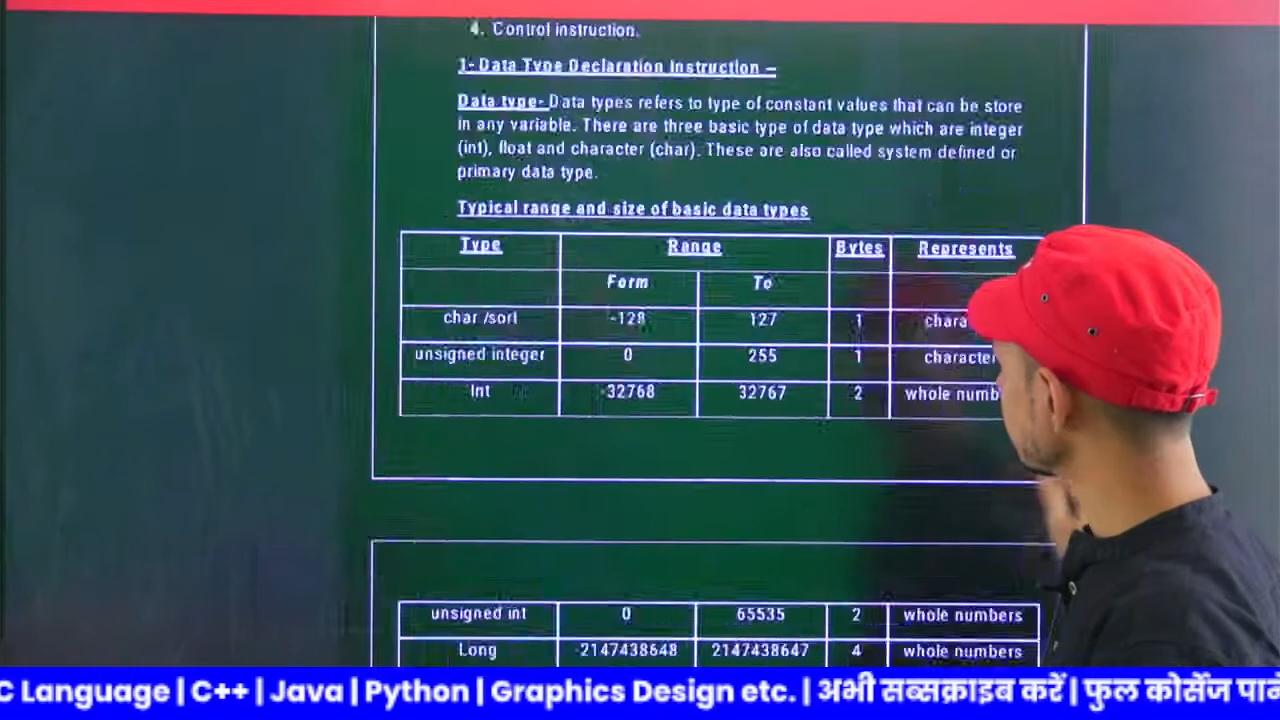 4. Control instruction.
1- Data Type Declaration Instruction –
Data type- Data types refers to type of constant values that can be store
in any variable. There are three basic type of data type which are integer
(int), float and character (char). These are also called system defined or
primary data type.
Typical range and size of basic data types
Type Range Bytes Represents
Form To
char /sort -128 127 1 chara
unsigned integer 0 255 1 character
Int -32768 32767 2 whole numb
unsigned int 0 65535 2 whole numbers
Long -2147438648 2147438647 4 whole numbers
C Language | C++ | Java | Python | Graphics Design etc. | अभी सब्सक्राइब करें | फुल कोर्सेज पाने